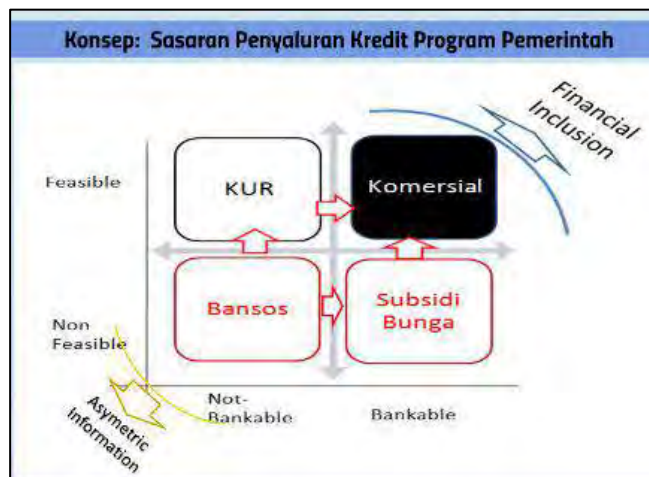 Konsep: Sasaran Penyaluran Kredit Program Pemerintah
Financial
Inclusion
Feasible
KUR
Komersial
Bansos
Subsidi
Bunga
Non
Feasible
Not-
Bankable
Bankable
Asymetric
Information